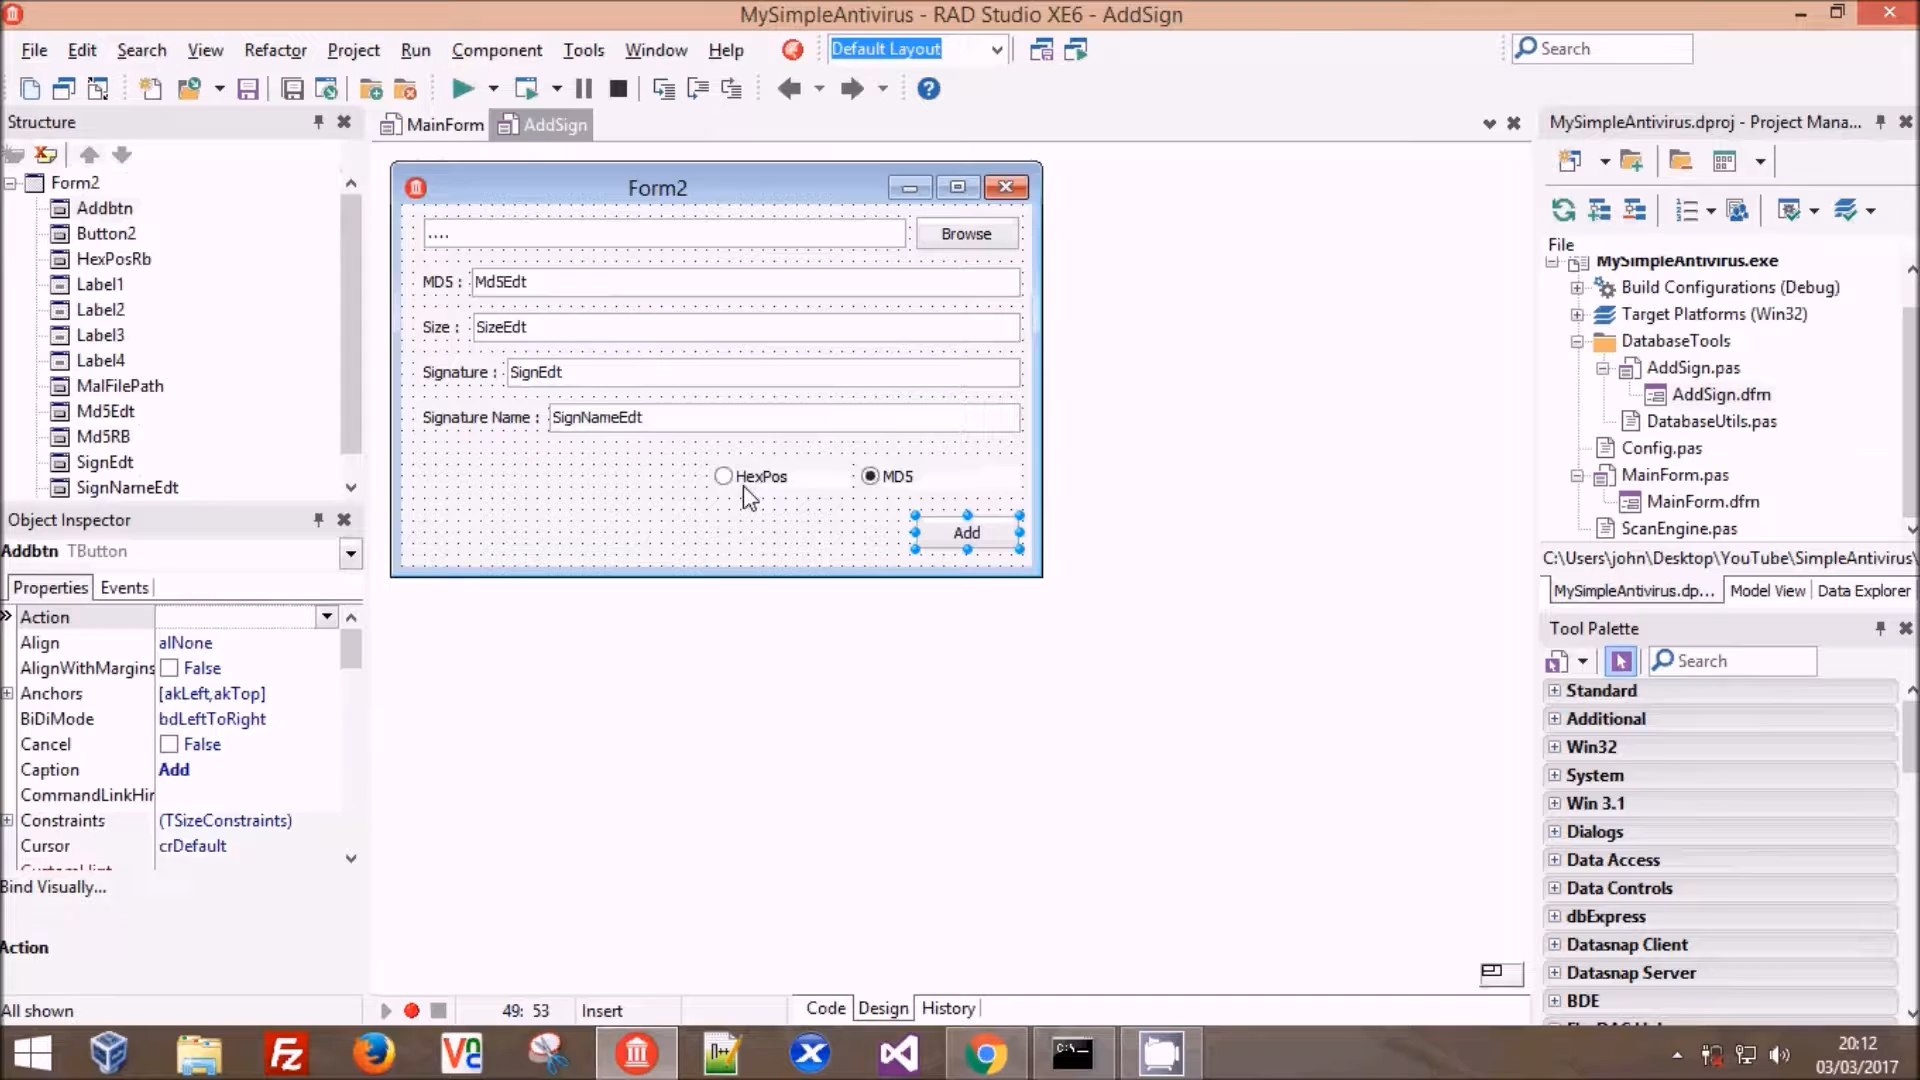 MySimpleAntivirus - RAD Studio XE6 - AddSign
File Edit Search View Refactor Project Run Component Tools Window Help
Default Layout
Search
Structure
MainForm
AddSign
MySimpleAntivirus.dproj - Project Mana...
Form2
Addbtn
Button2
HexPosRb
Label1
Label2
Label3
Label4
MalFilePath
Md5Edt
Md5RB
SignEdt
SignNameEdt
Form2
....
Browse
MD5 :
Md5Edt
Size :
SizeEdt
Signature :
SignEdt
Signature Name :
SignNameEdt
HexPos
MD5
Add
File
MySimpleAntivirus.exe
Build Configurations (Debug)
Target Platforms (Win32)
DatabaseTools
AddSign.pas
AddSign.dfm
DatabaseUtils.pas
Config.pas
MainForm.pas
MainForm.dfm
ScanEngine.pas
C:\Users\john\Desktop\YouTube\SimpleAntivirus\
MySimpleAntivirus.dp...
Model View
Data Explorer
Object Inspector
Addbtn TButton
Properties
Events
Action
Align alNone
AlignWithMargins False
Anchors [akLeft,akTop]
BiDiMode bdLeftToRight
Cancel False
Caption Add
CommandLinkHir
Constraints (TSizeConstraints)
Cursor crDefault
Bind Visually...
Action
All shown
Tool Palette
Search
Standard
Additional
Win32
System
Win 3.1
Dialogs
Data Access
Data Controls
dbExpress
Datasnap Client
Datasnap Server
BDE
49: 53
Insert
Code
Design
History
20:12
03/03/2017